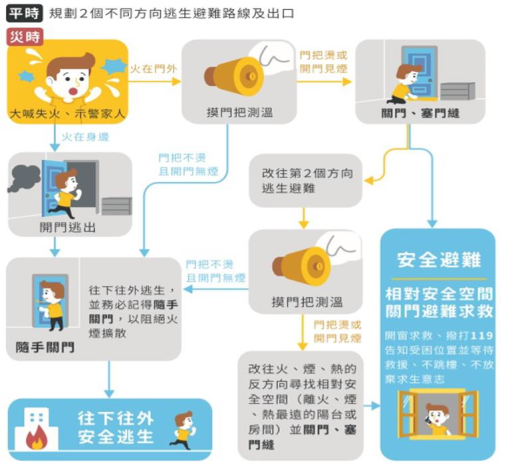 平時 規劃2個不同方向逃生避難路線及出口
災時
大喊失火、示警家人
火在門外
摸門把測溫
門把燙或
開門見煙
關門、塞門縫
火在身邊
開門逃出
門把不燙
且開門無煙
改往第2個方向
逃生避難
隨手關門
往下往外逃生,
並務必記得隨手
關門,以阻絕火
煙擴散
門把不燙
且開門無煙
摸門把測溫
門把燙或
開門見煙
改往火、煙、熱的
反方向尋找相對安
全空間(離火、煙
、熱最遠的陽台或
房間)並關門、塞
門縫
往下往外
安全逃生
安全避難
相對安全空間
關門避難求救
開窗求救、撥打119
告知受困位置並等待
救援、不跳樓、不放
棄求生意志